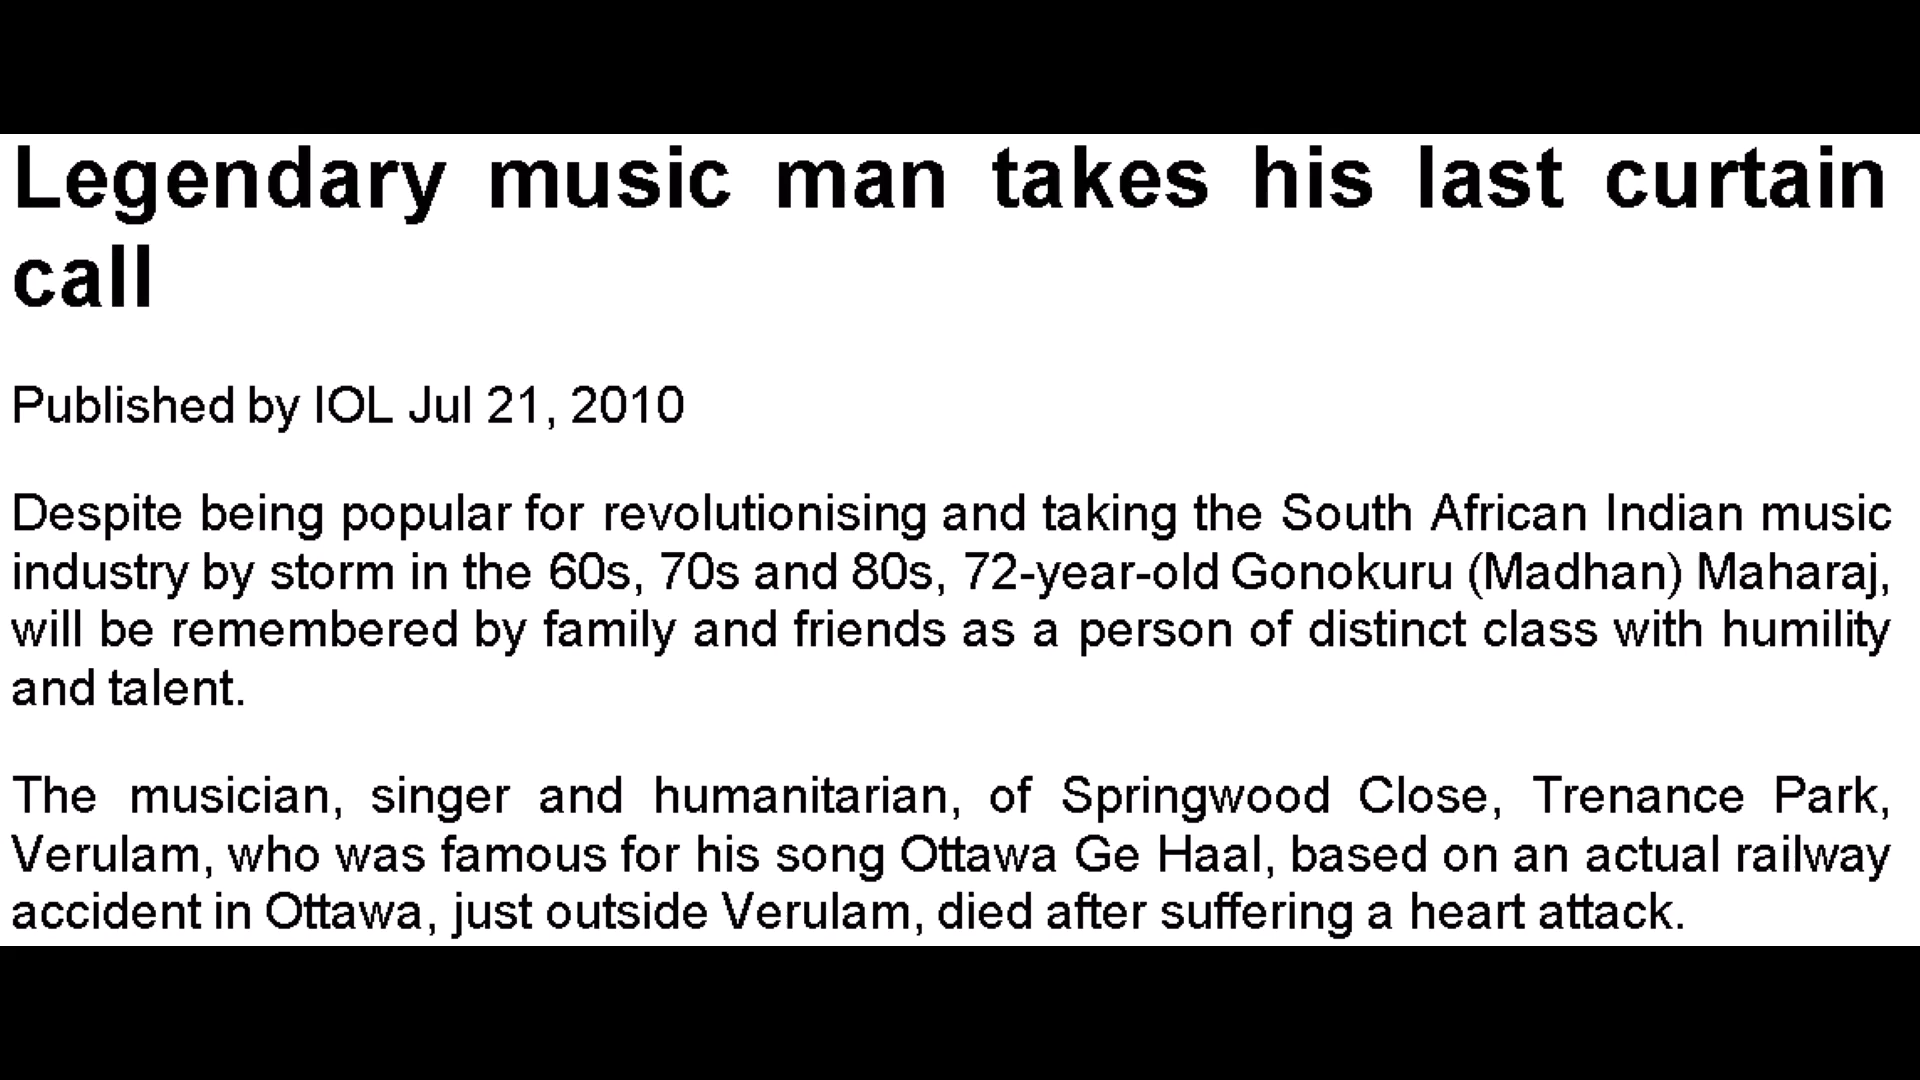 Legendary music man takes his last curtain
call
Published by IOL Jul 21, 2010
Despite being popular for revolutionising and taking the South African Indian music
industry by storm in the 60s, 70s and 80s, 72-year-old Gonokuru (Madhan) Maharaj,
will be remembered by family and friends as a person of distinct class with humility
and talent.
The musician, singer and humanitarian, of Springwood Close, Trenance Park,
Verulam, who was famous for his song Ottawa Ge Haal, based on an actual railway
accident in Ottawa, just outside Verulam, died after suffering a heart attack.